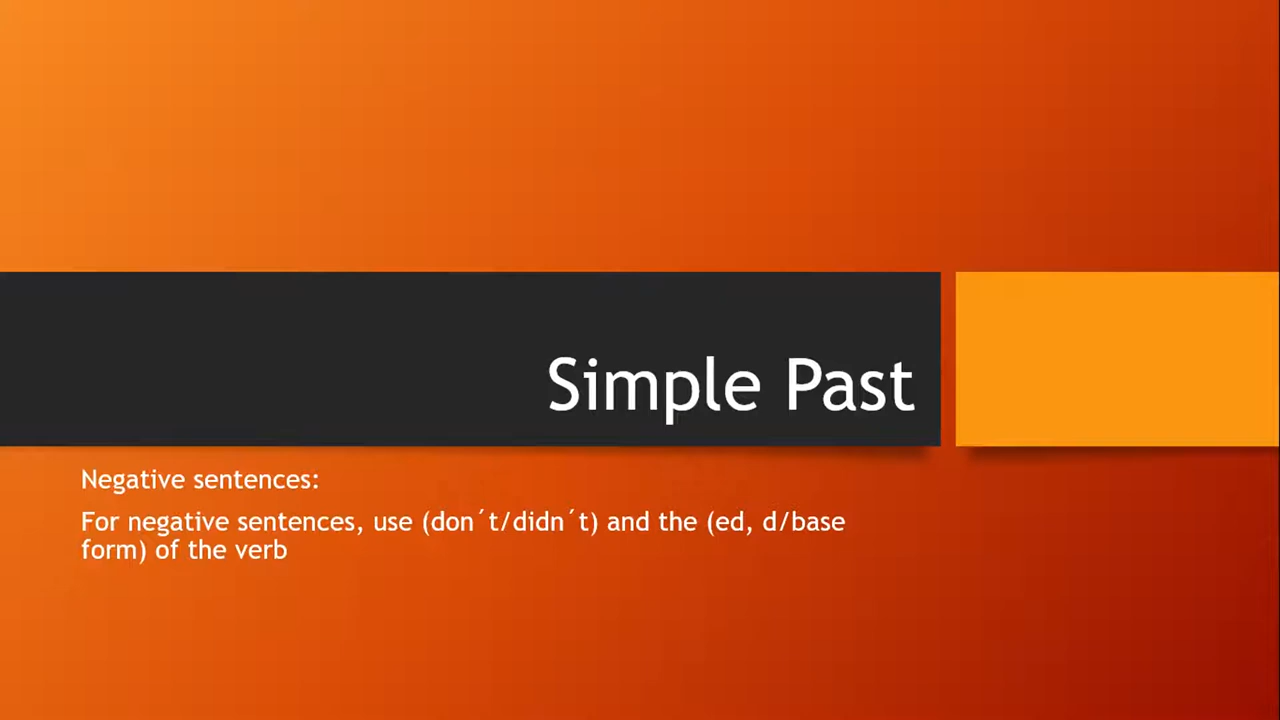 Simple Past
Negative sentences:
For negative sentences, use (don´t/didn´t) and the (ed, d/base
form) of the verb